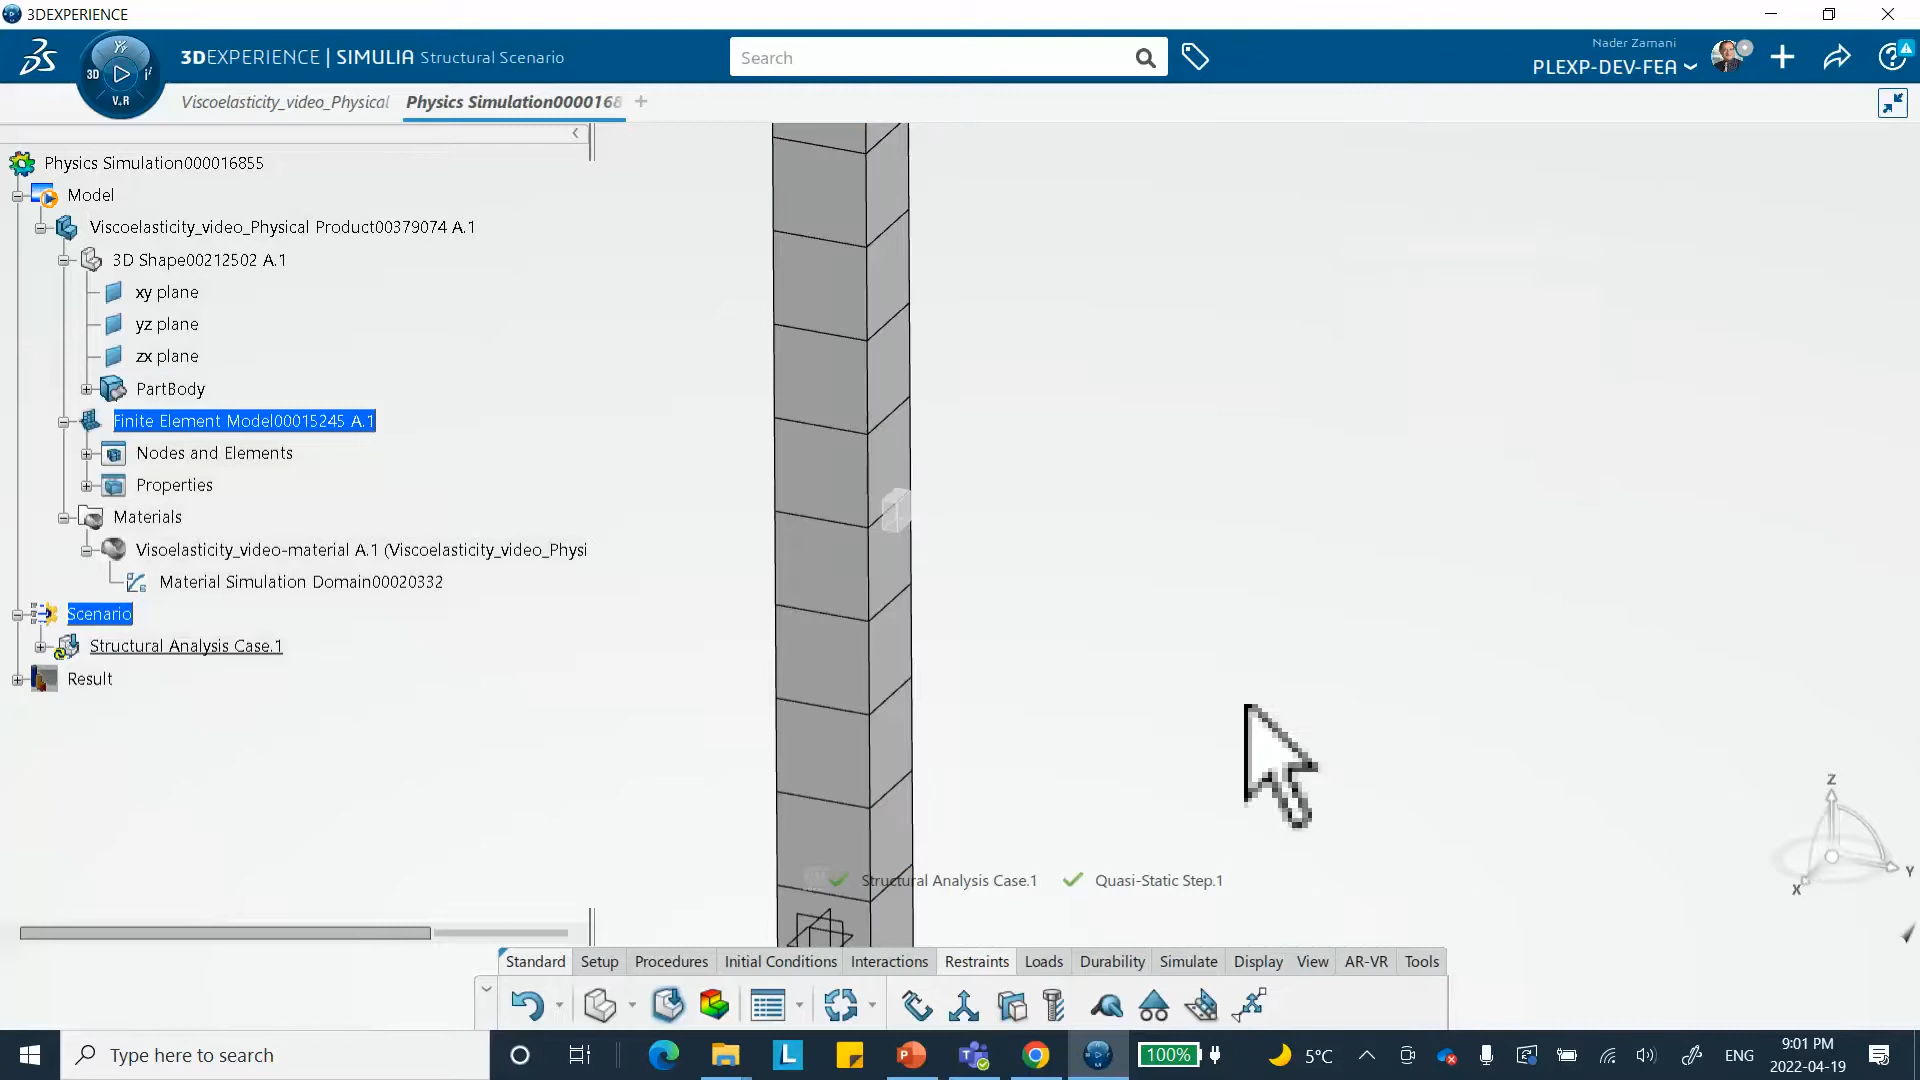 3DEXPERIENCE
3DEXPERIENCE | SIMULIA Structural Scenario
Search
Nader Zamani
PLEXP-DEV-FEA
3D
V.R
Viscoelasticity_video_Physical
Physics Simulation0000168
Physics Simulation000016855
Model
Viscoelasticity_video_Physical Product00379074 A.1
3D Shape00212502 A.1
xy plane
yz plane
zx plane
PartBody
Finite Element Model00015245 A.1
Nodes and Elements
Properties
Materials
Visoelasticity_video-material A.1 (Viscoelasticity_video_Physi
Material Simulation Domain00020332
Scenario
Structural Analysis Case.1
Result
Z
Y
X
Structural Analysis Case.1
Quasi-Static Step.1
Standard Setup Procedures Initial Conditions Interactions Restraints Loads Durability Simulate Display View AR-VR Tools
Type here to search
100%
5°C
ENG
9:01 PM
2022-04-19